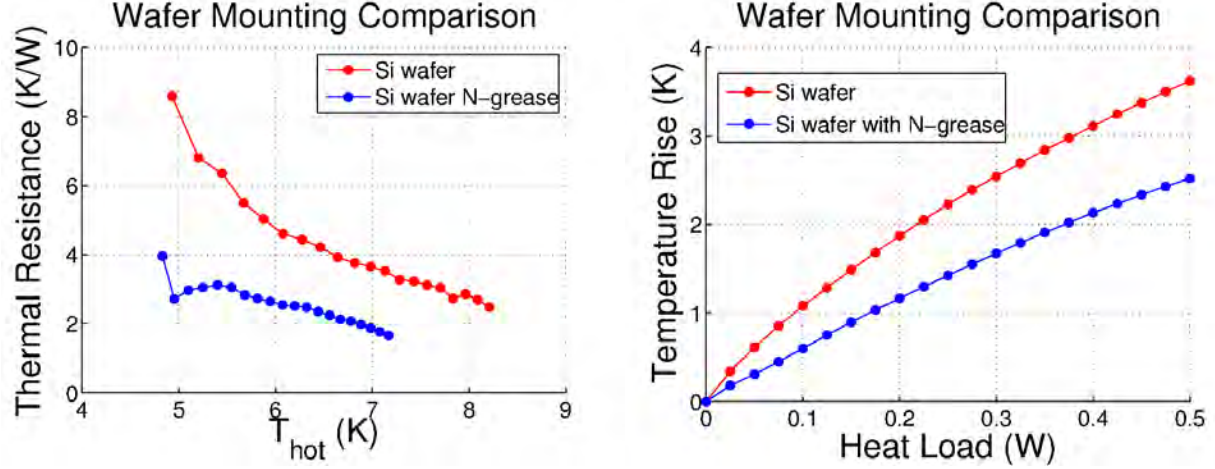 Wafer Mounting Comparison
Thermal Resistance (K/W)
10
8
6
4
2
0
Si wafer
Si wafer N-grease
4 5 6 7 8 9
T_hot (K)
Wafer Mounting Comparison
Temperature Rise (K)
4
3
2
1
0
Si wafer
Si wafer with N-grease
0 0.1 0.2 0.3 0.4 0.5
Heat Load (W)